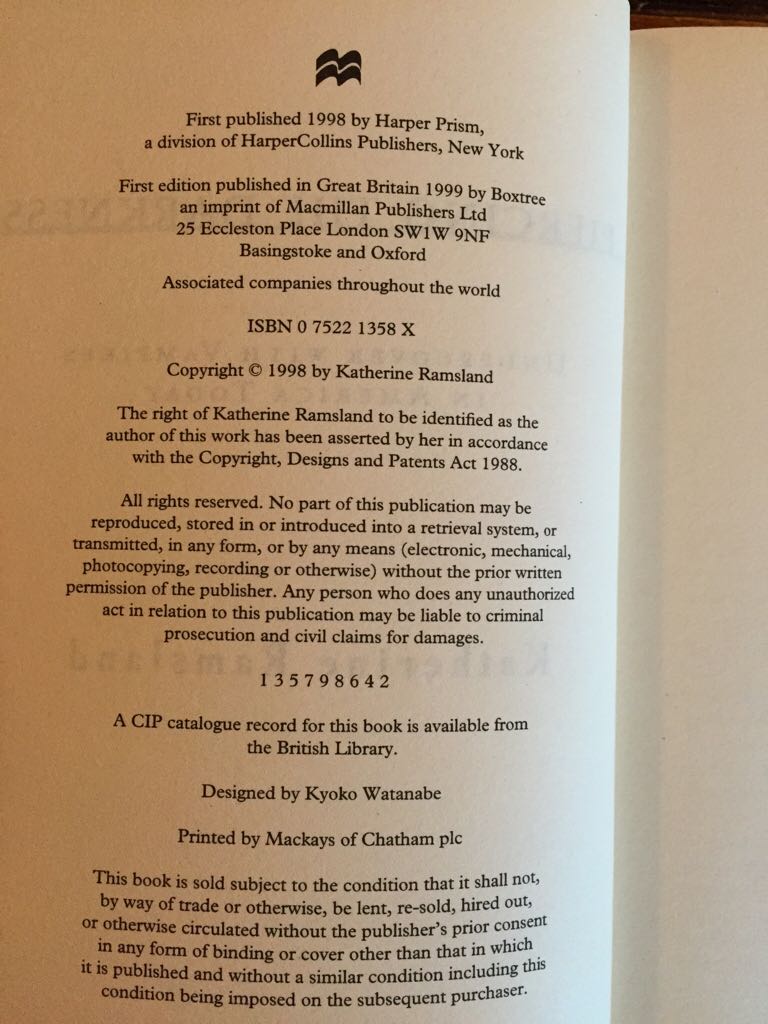 First published 1998 by Harper Prism,
a division of HarperCollins Publishers, New York
First edition published in Great Britain 1999 by Boxtree
an imprint of Macmillan Publishers Ltd
25 Eccleston Place London SW1W 9NF
Basingstoke and Oxford
Associated companies throughout the world
ISBN 0 7522 1358 X
Copyright © 1998 by Katherine Ramsland
The right of Katherine Ramsland to be identified as the
author of this work has been asserted by her in accordance
with the Copyright, Designs and Patents Act 1988.
All rights reserved. No part of this publication may be
reproduced, stored in or introduced into a retrieval system, or
transmitted, in any form, or by any means (electronic, mechanical,
photocopying, recording or otherwise) without the prior written
permission of the publisher. Any person who does any unauthorized
act in relation to this publication may be liable to criminal
prosecution and civil claims for damages.
1 3 5 7 9 8 6 4 2
A CIP catalogue record for this book is available from
the British Library.
Designed by Kyoko Watanabe
Printed by Mackays of Chatham plc
This book is sold subject to the condition that it shall not,
by way of trade or otherwise, be lent, re-sold, hired out,
or otherwise circulated without the publisher's prior consent
in any form of binding or cover other than that in which
it is published and without a similar condition including this
condition being imposed on the subsequent purchaser.